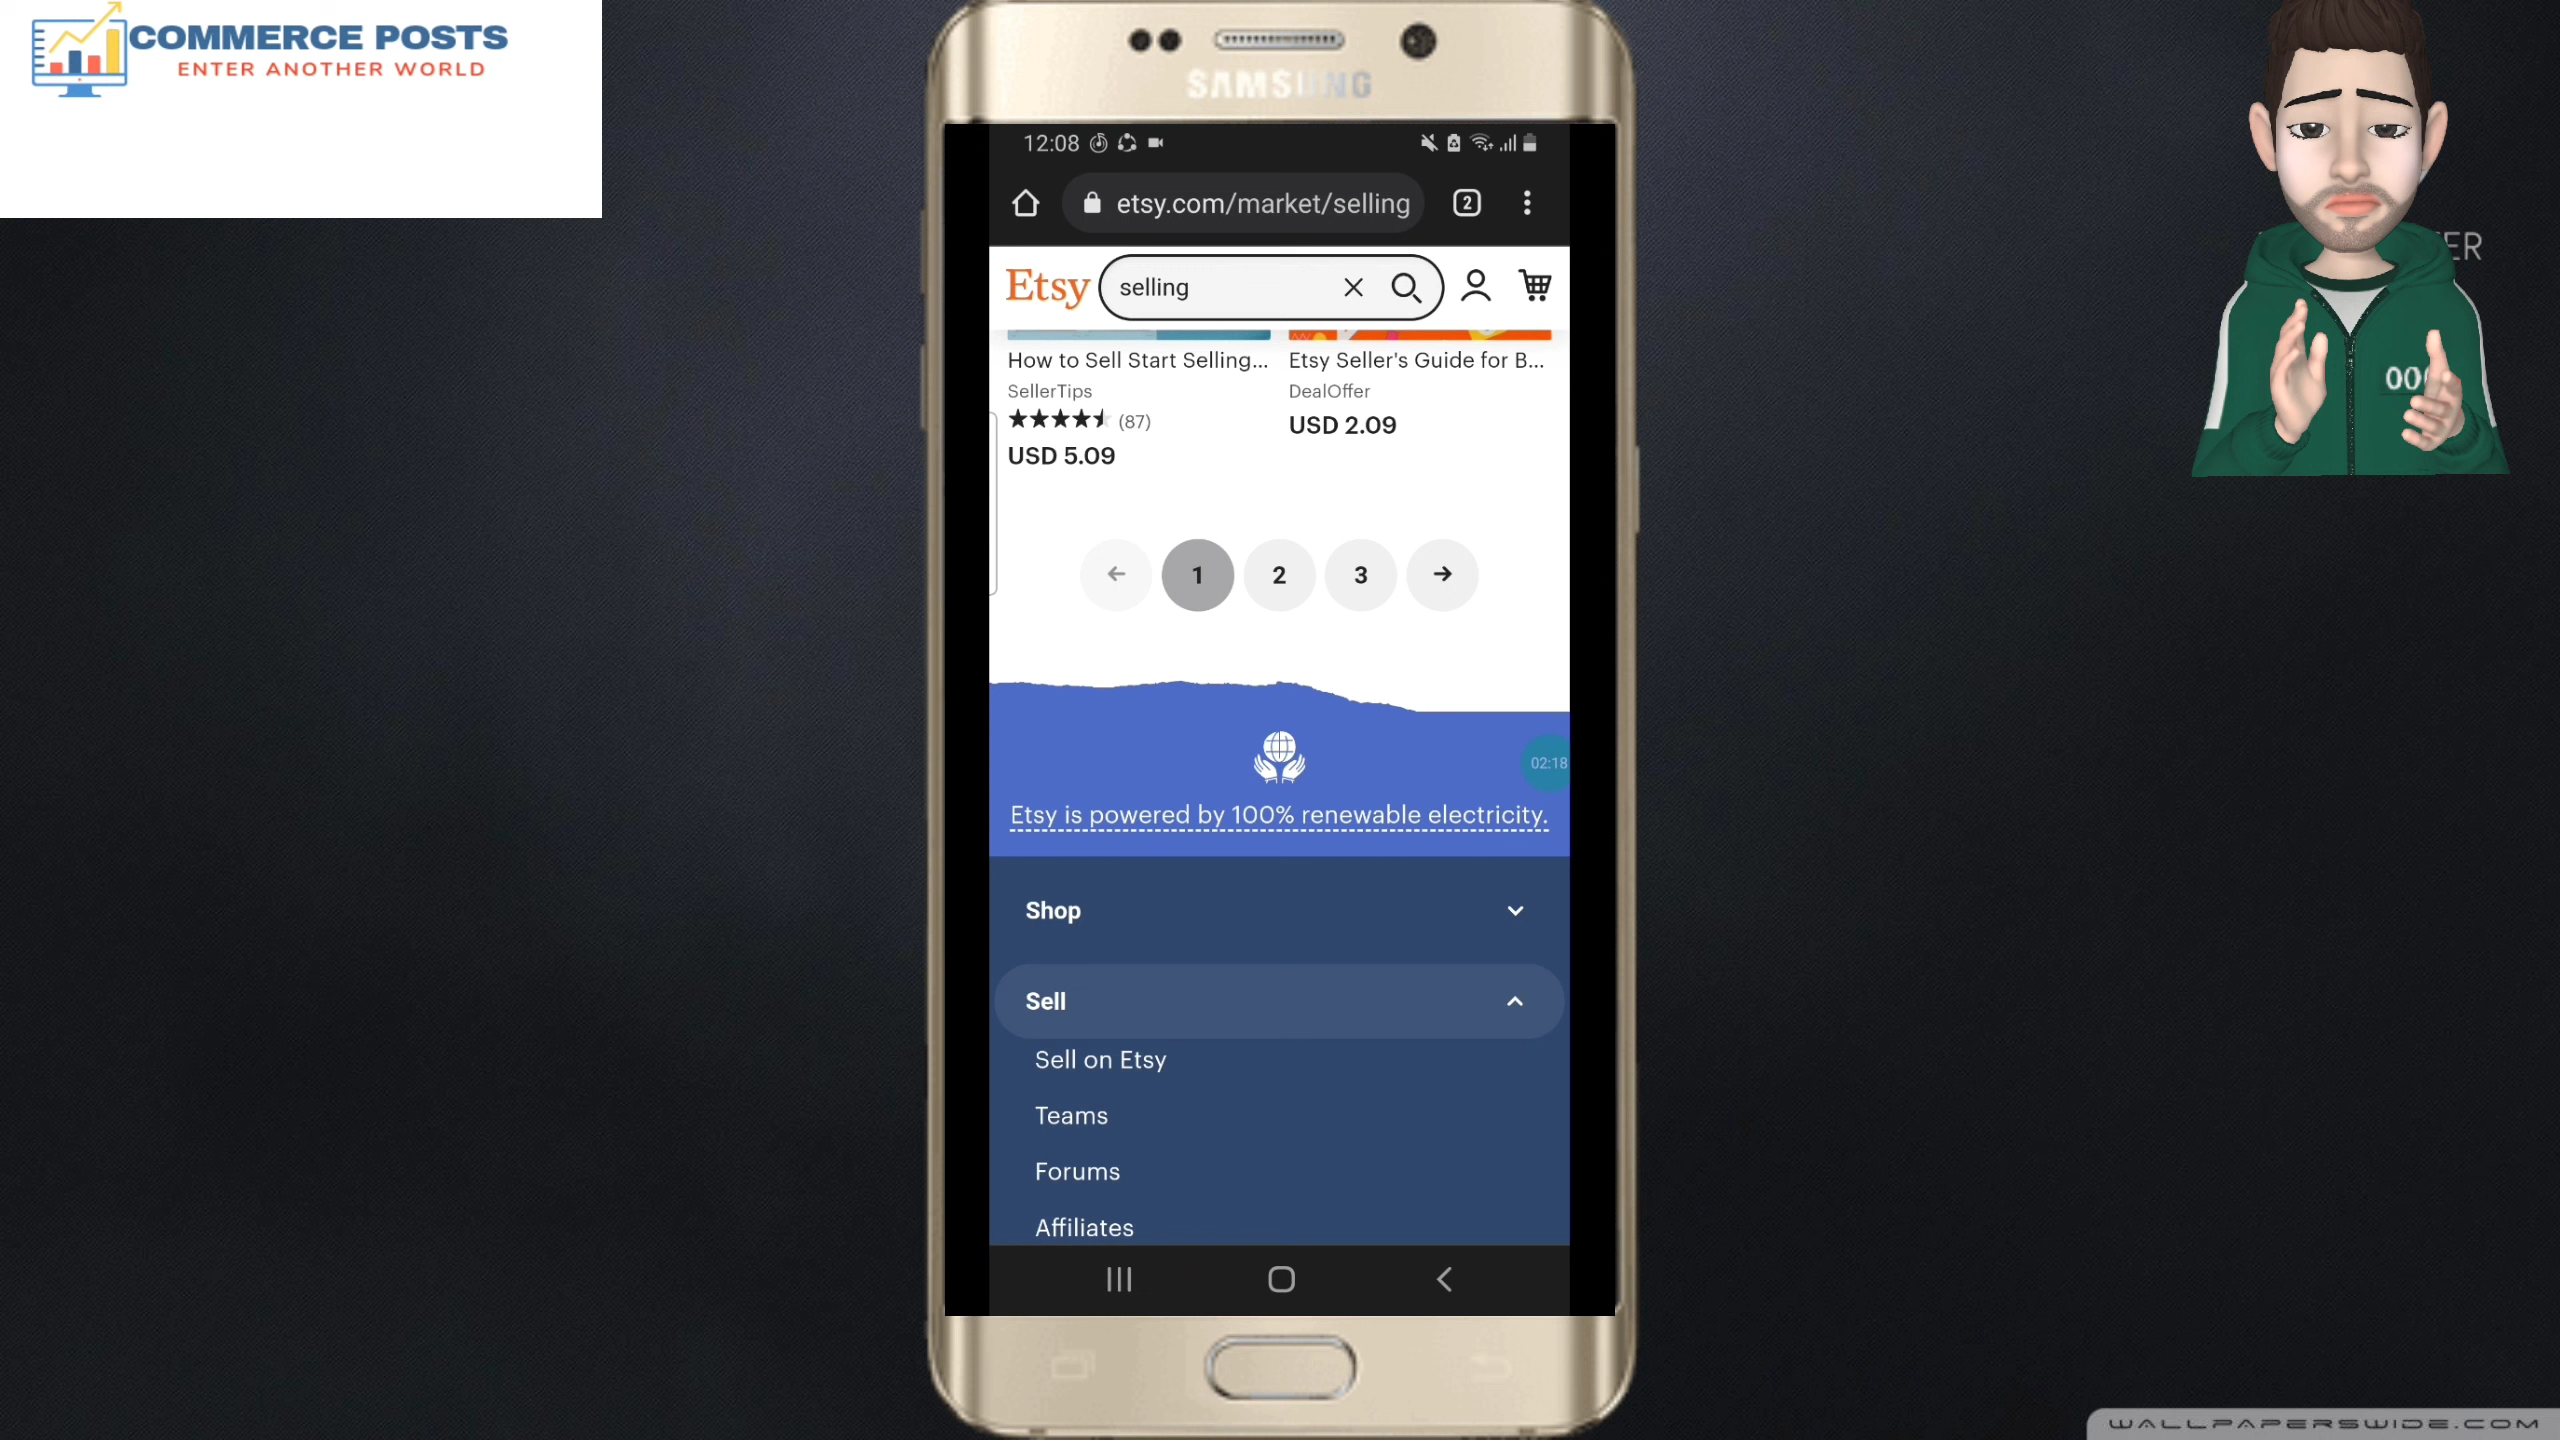 COMMERCE POSTS
ENTER ANOTHER WORLD
SAMSUNG
12:08
etsy.com/market/selling
2
Etsy
selling
How to Sell Start Selling...
Etsy Seller's Guide for B...
SellerTips
DealOffer
(87)
USD 2.09
USD 5.09
1
2
3
02:18
Etsy is powered by 100% renewable electricity.
Shop
Sell
Sell on Etsy
Teams
Forums
Affiliates
ER
WALLPAPERSWIDE.COM